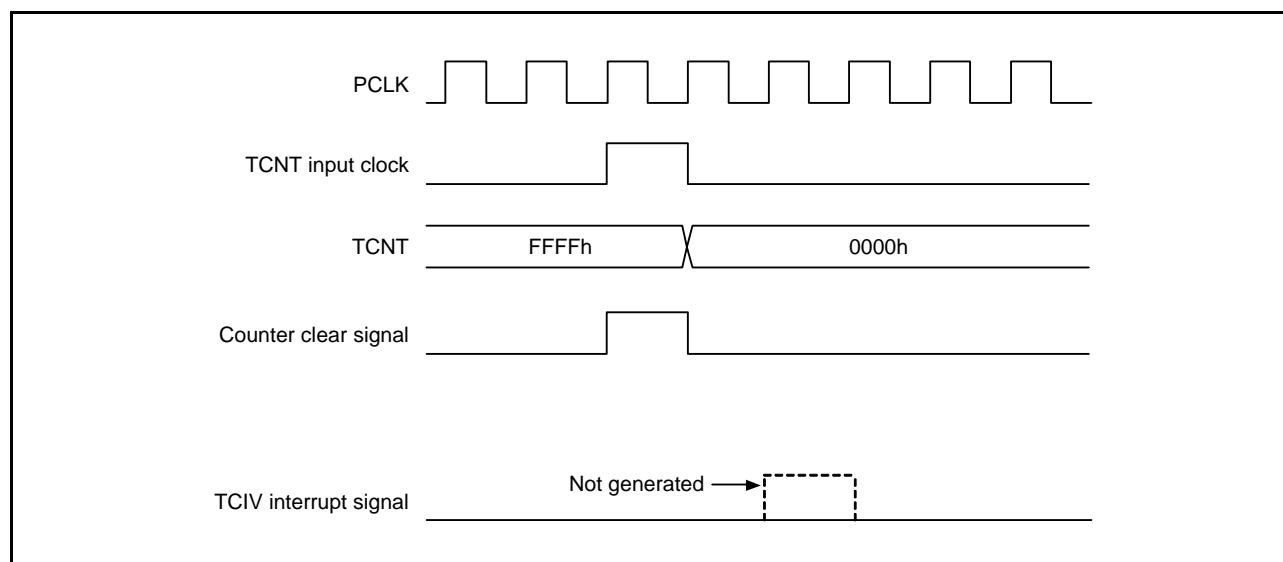 PCLK
TCNT input clock
TCNT
FFFFh
0000h
Counter clear signal
Not generated
TCIV interrupt signal